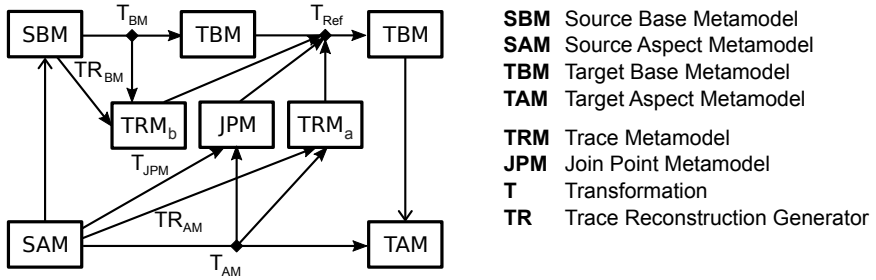 T_BM T_Ref
SBM TBM TBM
TR_BM
TRM_b JPM TRM_a
T_JPM
TR_AM
SAM TAM
T_AM
SBM Source Base Metamodel
SAM Source Aspect Metamodel
TBM Target Base Metamodel
TAM Target Aspect Metamodel
TRM Trace Metamodel
JPM Join Point Metamodel
T Transformation
TR Trace Reconstruction Generator